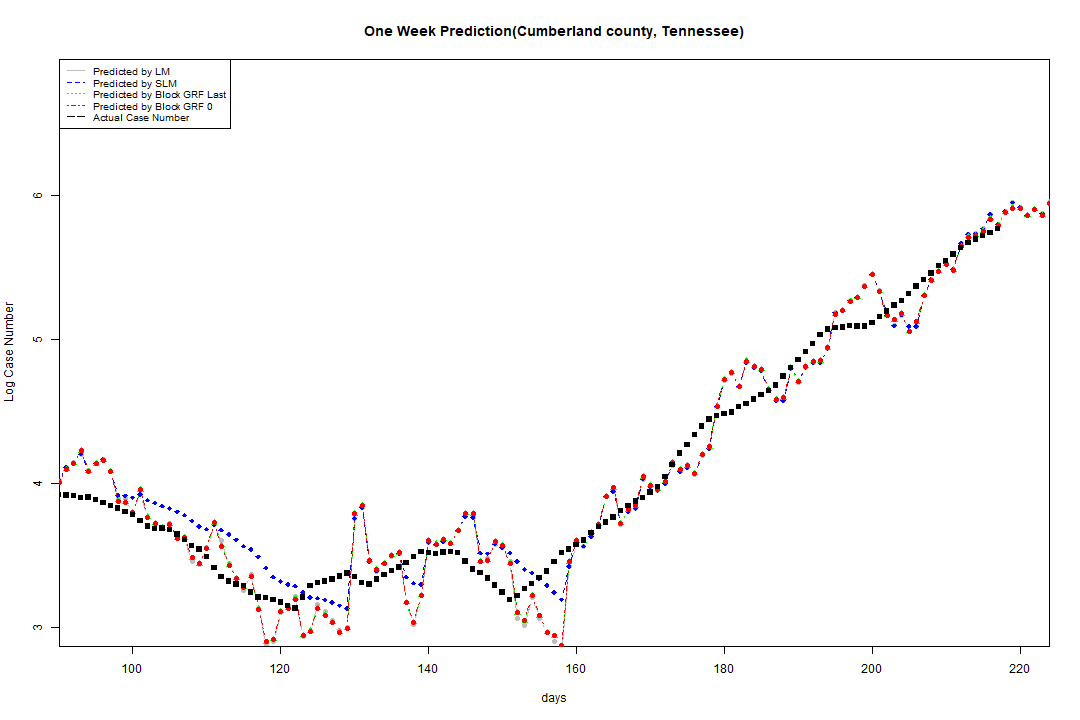 One Week Prediction(Cumberland county, Tennessee)
Predicted by LM
Predicted by SLM
Predicted by Block GRF Last
Predicted by Block GRF 0
Actual Case Number
6
5
4
3
Log Case Number
100 120 140 160 180 200 220
days